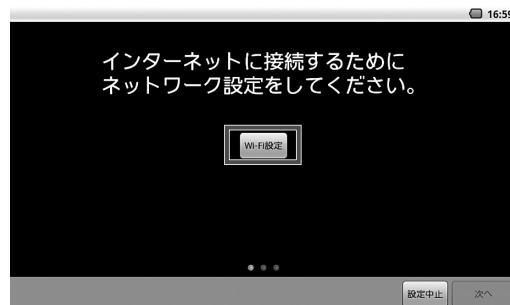 16:59
インターネットに接続するために
ネットワーク設定をしてください。
Wi-Fi設定
設定中止
次へ